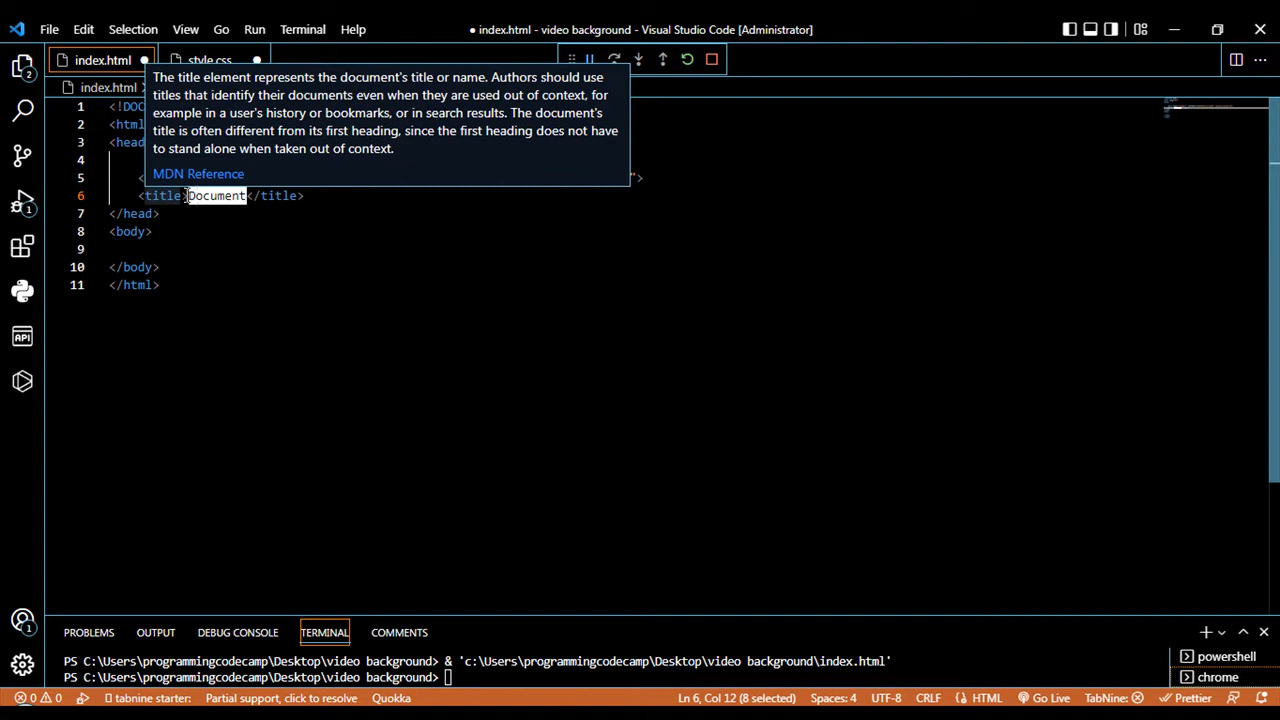 File Edit Selection View Go Run Terminal Help
● index.html - video background - Visual Studio Code [Administrator]
index.html style.css
index.html
The title element represents the document's title or name. Authors should use
titles that identify their documents even when they are used out of context, for
example in a user's history or bookmarks, or in search results. The document's
title is often different from its first heading, since the first heading does not have
to stand alone when taken out of context.
MDN Reference
1 <!DOC
2 <html
3 <head
4
5 < ">
6 <title>Document</title>
7 </head>
8 <body>
9
10 </body>
11 </html>
2
1
API
1
PROBLEMS OUTPUT DEBUG CONSOLE TERMINAL COMMENTS
PS C:\Users\programmingcodecamp\Desktop\video background> & 'c:\Users\programmingcodecamp\Desktop\video background\index.html'
PS C:\Users\programmingcodecamp\Desktop\video background>
powershell
chrome
0 0 tabnine starter: Partial support, click to resolve Quokka Ln 6, Col 12 (8 selected) Spaces: 4 UTF-8 CRLF HTML Go Live TabNine: Prettier